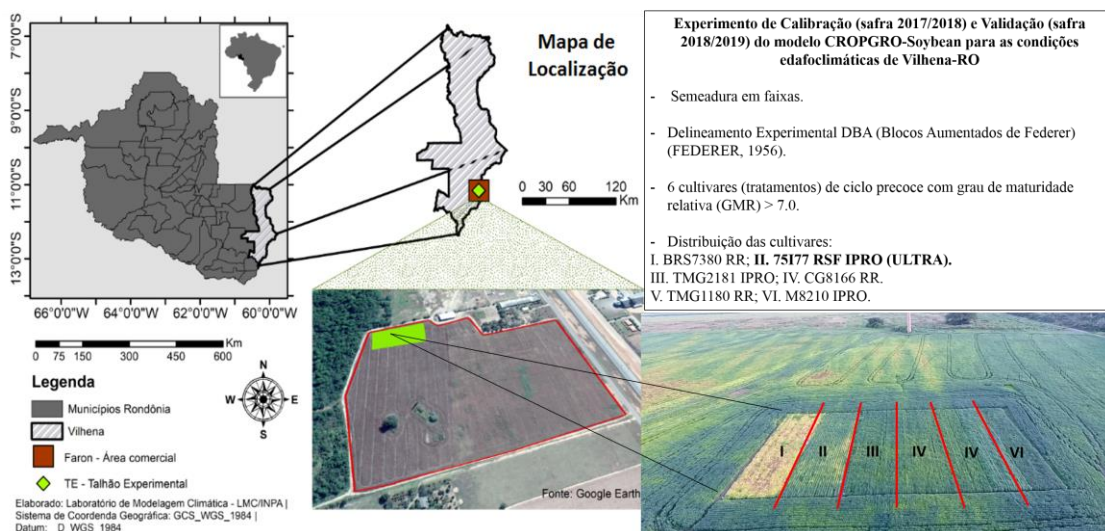 Mapa de
Localização
7°0'0"S
9°0'0"S
11°0'0"S
13°0'0"S
66°0'0"W 64°0'0"W 62°0'0"W 60°0'0"W
0 75 150 300 450 600
Km
0 30 60 120
Km
Legenda
Municípios Rondônia
Vilhena
Faron - Área comercial
TE - Talhão Experimental
N
W E
S
Elaborado: Laboratório de Modelagem Climática - LMC/INPA |
Sistema de Coordenda Geográfica: GCS_WGS_1984 |
Datum: D_WGS_1984
Fonte: Google Earth
Experimento de Calibração (safra 2017/2018) e Validação (safra
2018/2019) do modelo CROPGRO-Soybean para as condições
edafoclimáticas de Vilhena-RO
- Semeadura em faixas.
- Delineamento Experimental DBA (Blocos Aumentados de Federer)
(FEDERER, 1956).
- 6 cultivares (tratamentos) de ciclo precoce com grau de maturidade
relativa (GMR) > 7.0.
- Distribuição das cultivares:
I. BRS7380 RR; II. 75I77 RSF IPRO (ULTRA).
III. TMG2181 IPRO; IV. CG8166 RR.
V. TMG1180 RR; VI. M8210 IPRO.
I II III IV IV VI